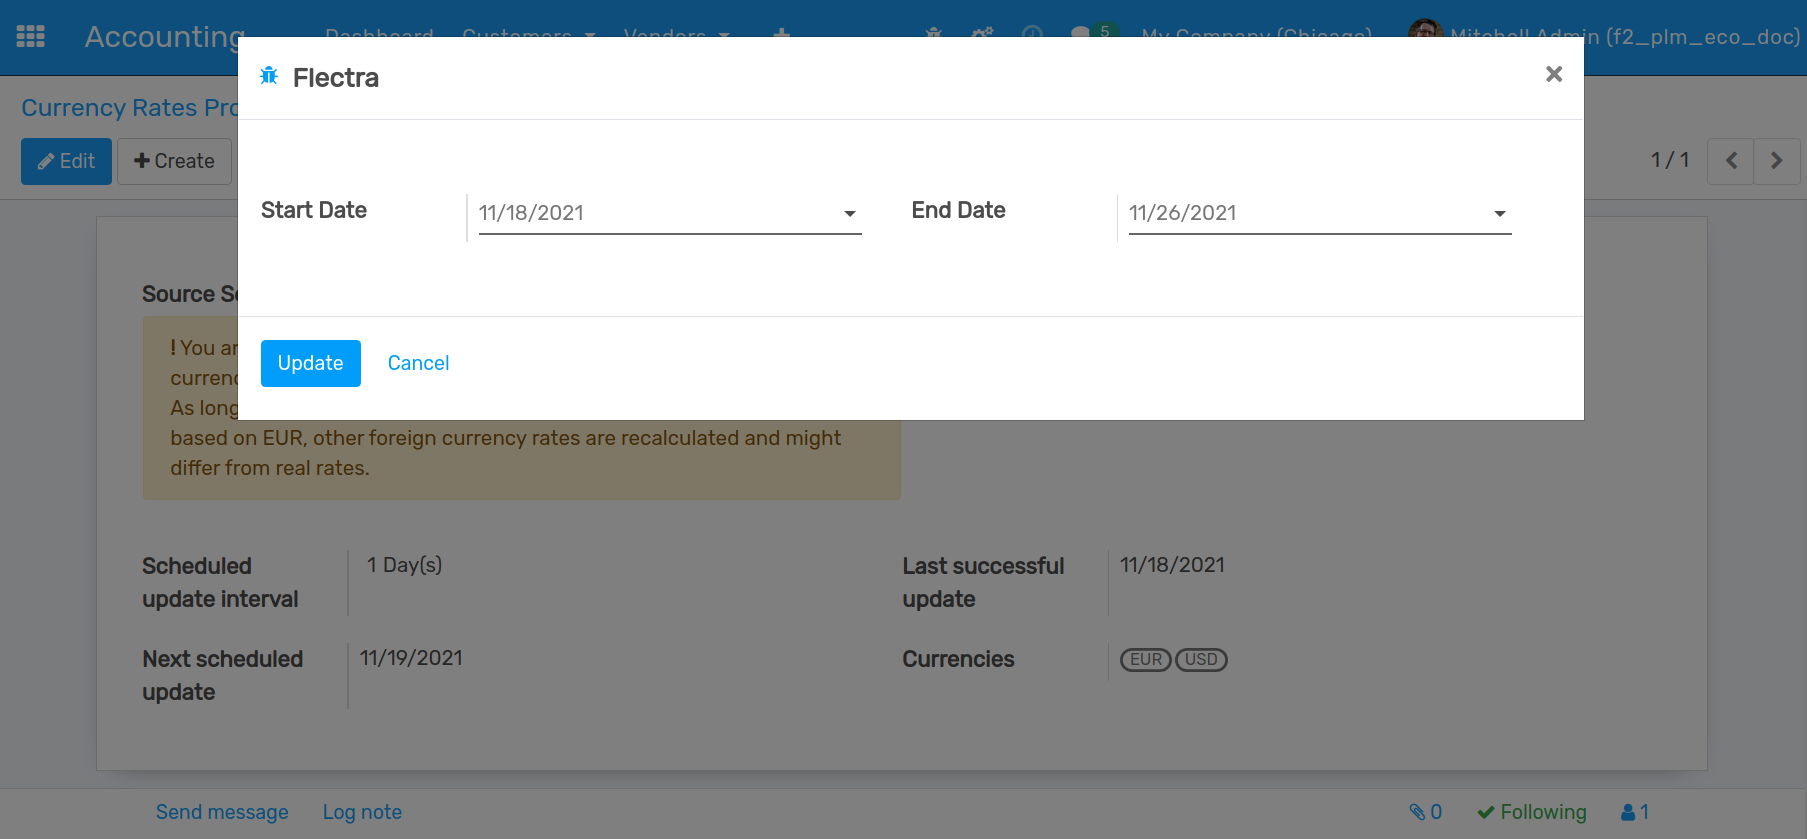 Accounting Dashboard Customers Vendors 5 My Company (Chicago) Mitchell Admin (f2_plm_eco_doc)
Flectra
Currency Rates
Edit Create 1 / 1
Start Date 11/18/2021 End Date 11/26/2021
Source
! You
Update Cancel
As long
based on EUR, other foreign currency rates are recalculated and might
differ from real rates.
Scheduled update interval 1 Day(s)
Last successful update 11/18/2021
Next scheduled update 11/19/2021
Currencies EUR USD
Send message Log note 0 Following 1